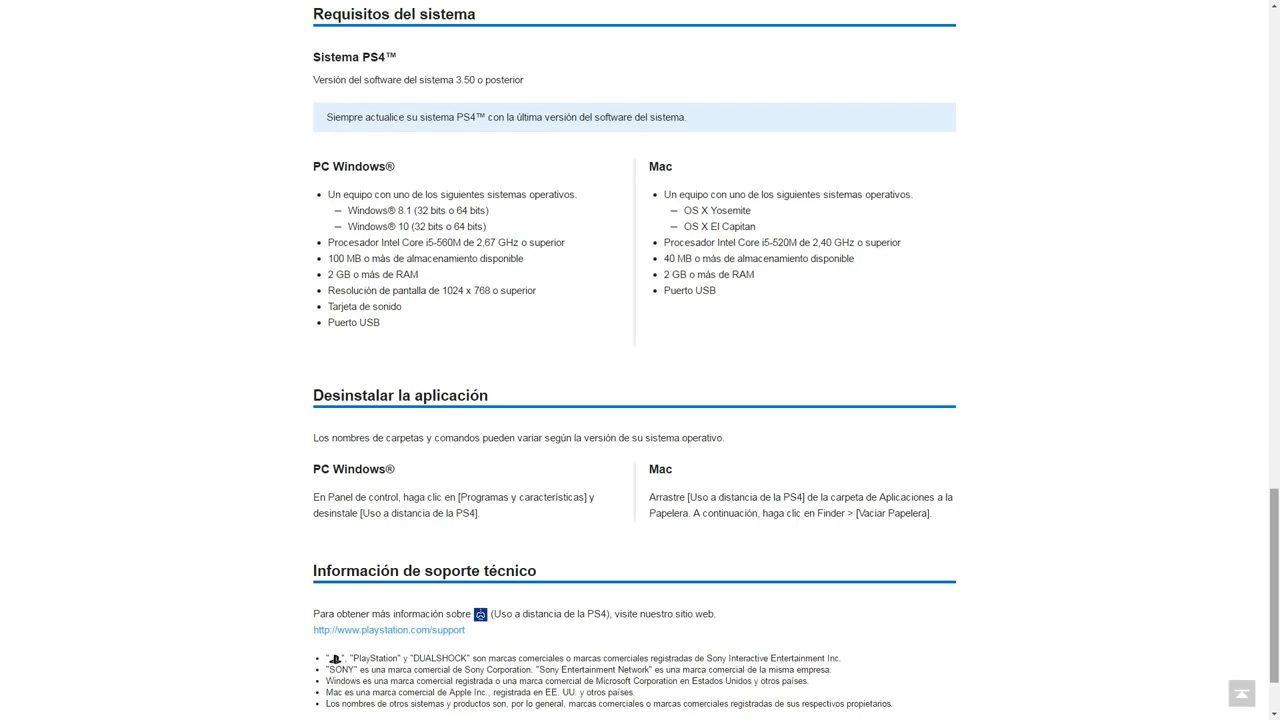 Requisitos del sistema
Sistema PS4™
Versión del software del sistema 3.50 o posterior
Siempre actualice su sistema PS4™ con la última versión del software del sistema.
PC Windows®
Un equipo con uno de los siguientes sistemas operativos.
Windows® 8.1 (32 bits o 64 bits)
Windows® 10 (32 bits o 64 bits)
Procesador Intel Core i5-560M de 2,67 GHz o superior
100 MB o más de almacenamiento disponible
2 GB o más de RAM
Resolución de pantalla de 1024 x 768 o superior
Tarjeta de sonido
Puerto USB
Mac
Un equipo con uno de los siguientes sistemas operativos.
OS X Yosemite
OS X El Capitan
Procesador Intel Core i5-520M de 2,40 GHz o superior
40 MB o más de almacenamiento disponible
2 GB o más de RAM
Puerto USB
Desinstalar la aplicación
Los nombres de carpetas y comandos pueden variar según la versión de su sistema operativo.
PC Windows®
En Panel de control, haga clic en [Programas y características] y
desinstale [Uso a distancia de la PS4].
Mac
Arrastre [Uso a distancia de la PS4] de la carpeta de Aplicaciones a la
Papelera. A continuación, haga clic en Finder > [Vaciar Papelera].
Información de soporte técnico
Para obtener más información sobre (Uso a distancia de la PS4), visite nuestro sitio web.
http://www.playstation.com/support
"", "PlayStation" y "DUALSHOCK" son marcas comerciales o marcas comerciales registradas de Sony Interactive Entertainment Inc.
"SONY" es una marca comercial de Sony Corporation. "Sony Entertainment Network" es una marca comercial de la misma empresa.
Windows es una marca comercial registrada o una marca comercial de Microsoft Corporation en Estados Unidos y otros países.
Mac es una marca comercial de Apple Inc., registrada en EE. UU. y otros países.
Los nombres de otros sistemas y productos son, por lo general, marcas comerciales o marcas comerciales registradas de sus respectivos propietarios.